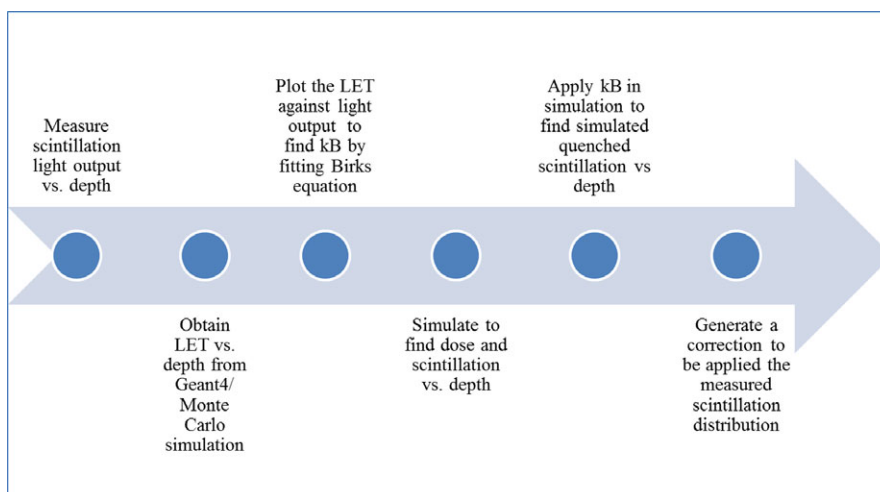 Measure
scintillation
light output
vs. depth
Obtain
LET vs.
depth from
Geant4/
Monte
Carlo
simulation
Plot the LET
against light
output to
find kB by
fitting Birks
equation
Simulate to
find dose and
scintillation
vs. depth
Apply kB in
simulation to
find simulated
quenched
scintillation vs
depth
Generate a
correction to
be applied the
measured
scintillation
distribution